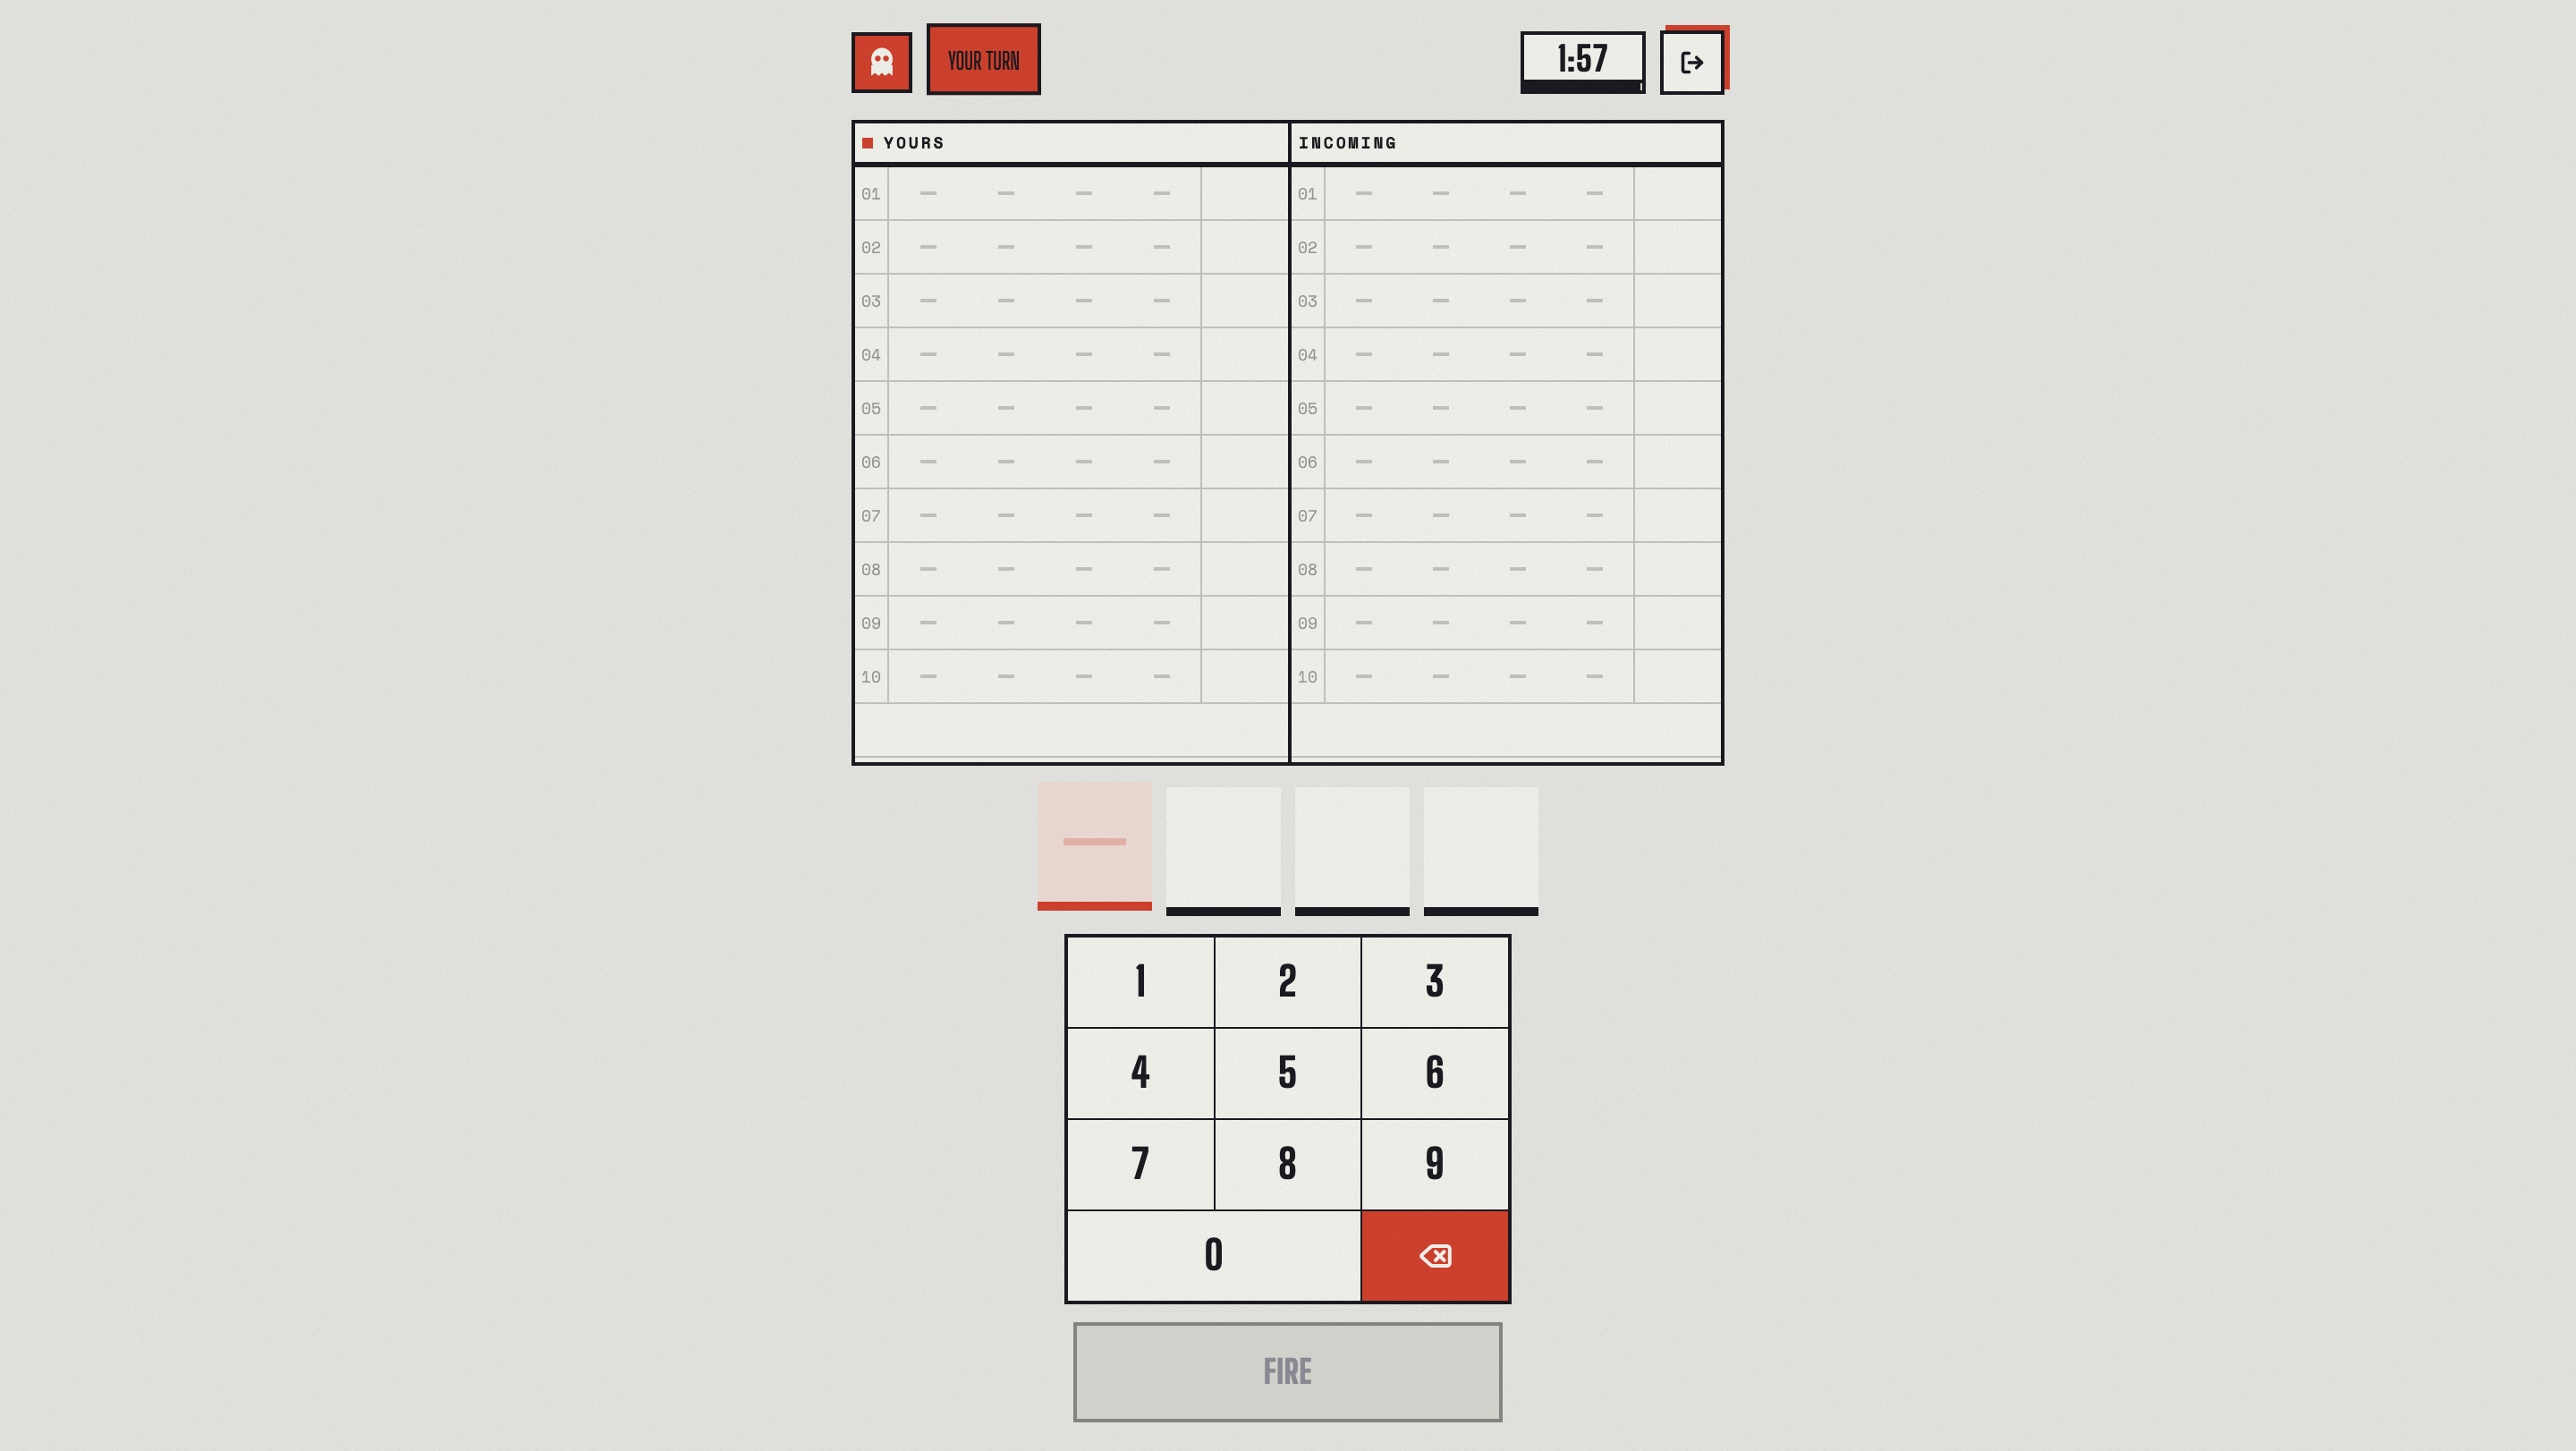 YOUR TURN
1:57
YOURS
INCOMING
01 — — — —
01 — — — —
02 — — — —
02 — — — —
03 — — — —
03 — — — —
04 — — — —
04 — — — —
05 — — — —
05 — — — —
06 — — — —
06 — — — —
07 — — — —
07 — — — —
08 — — — —
08 — — — —
09 — — — —
09 — — — —
10 — — — —
10 — — — —
1 2 3
4 5 6
7 8 9
0
FIRE